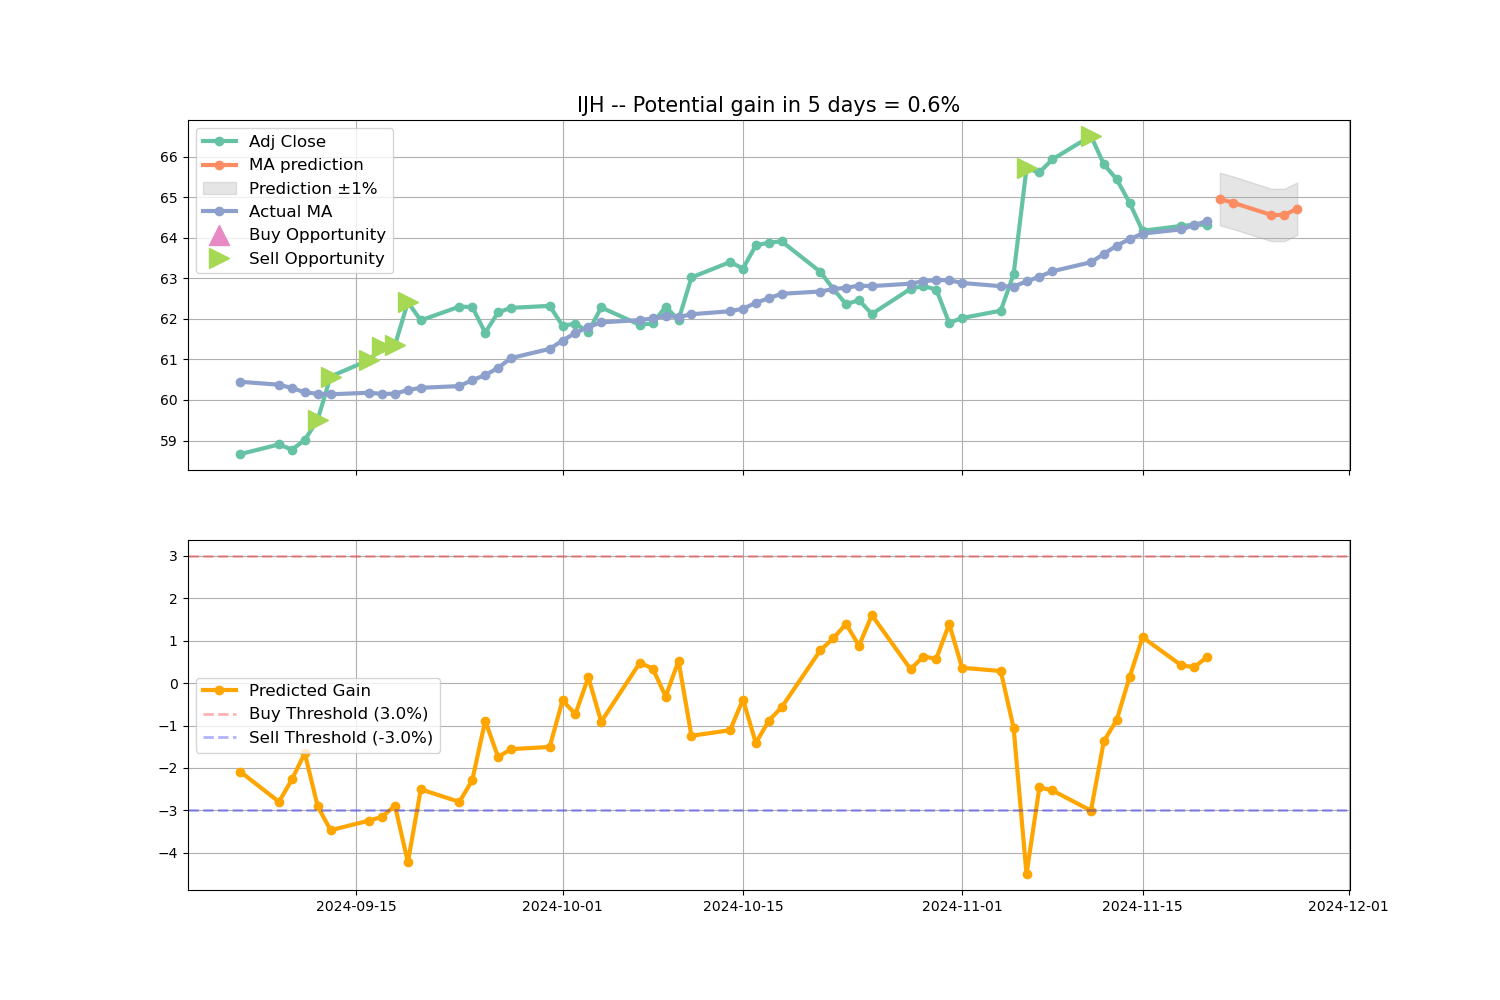 IJH -- Potential gain in 5 days = 0.6%
Adj Close
MA prediction
Prediction ±1%
Actual MA
Buy Opportunity
Sell Opportunity
66
65
64
63
62
61
60
59
3
2
1
0
−1
−2
−3
−4
Predicted Gain
Buy Threshold (3.0%)
Sell Threshold (-3.0%)
2024-09-15 2024-10-01 2024-10-15 2024-11-01 2024-11-15 2024-12-01